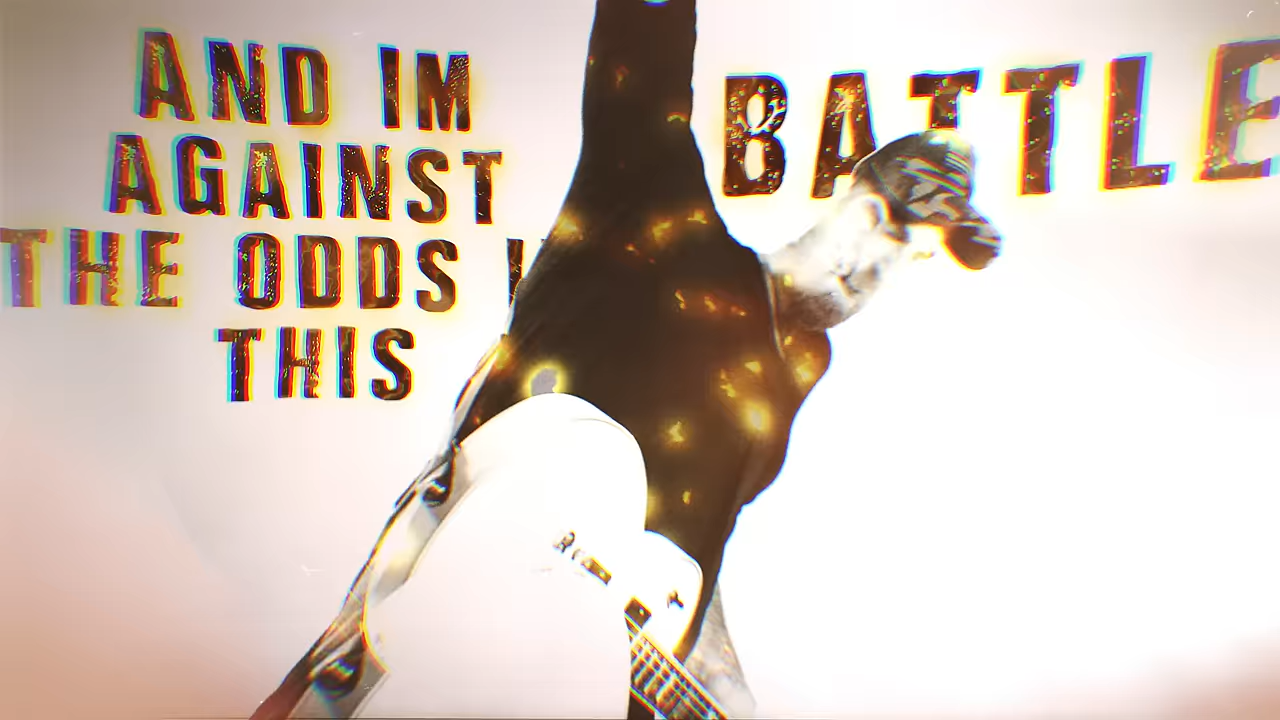 AND IM
AGAINST
THE ODDS
THIS
BATTLE